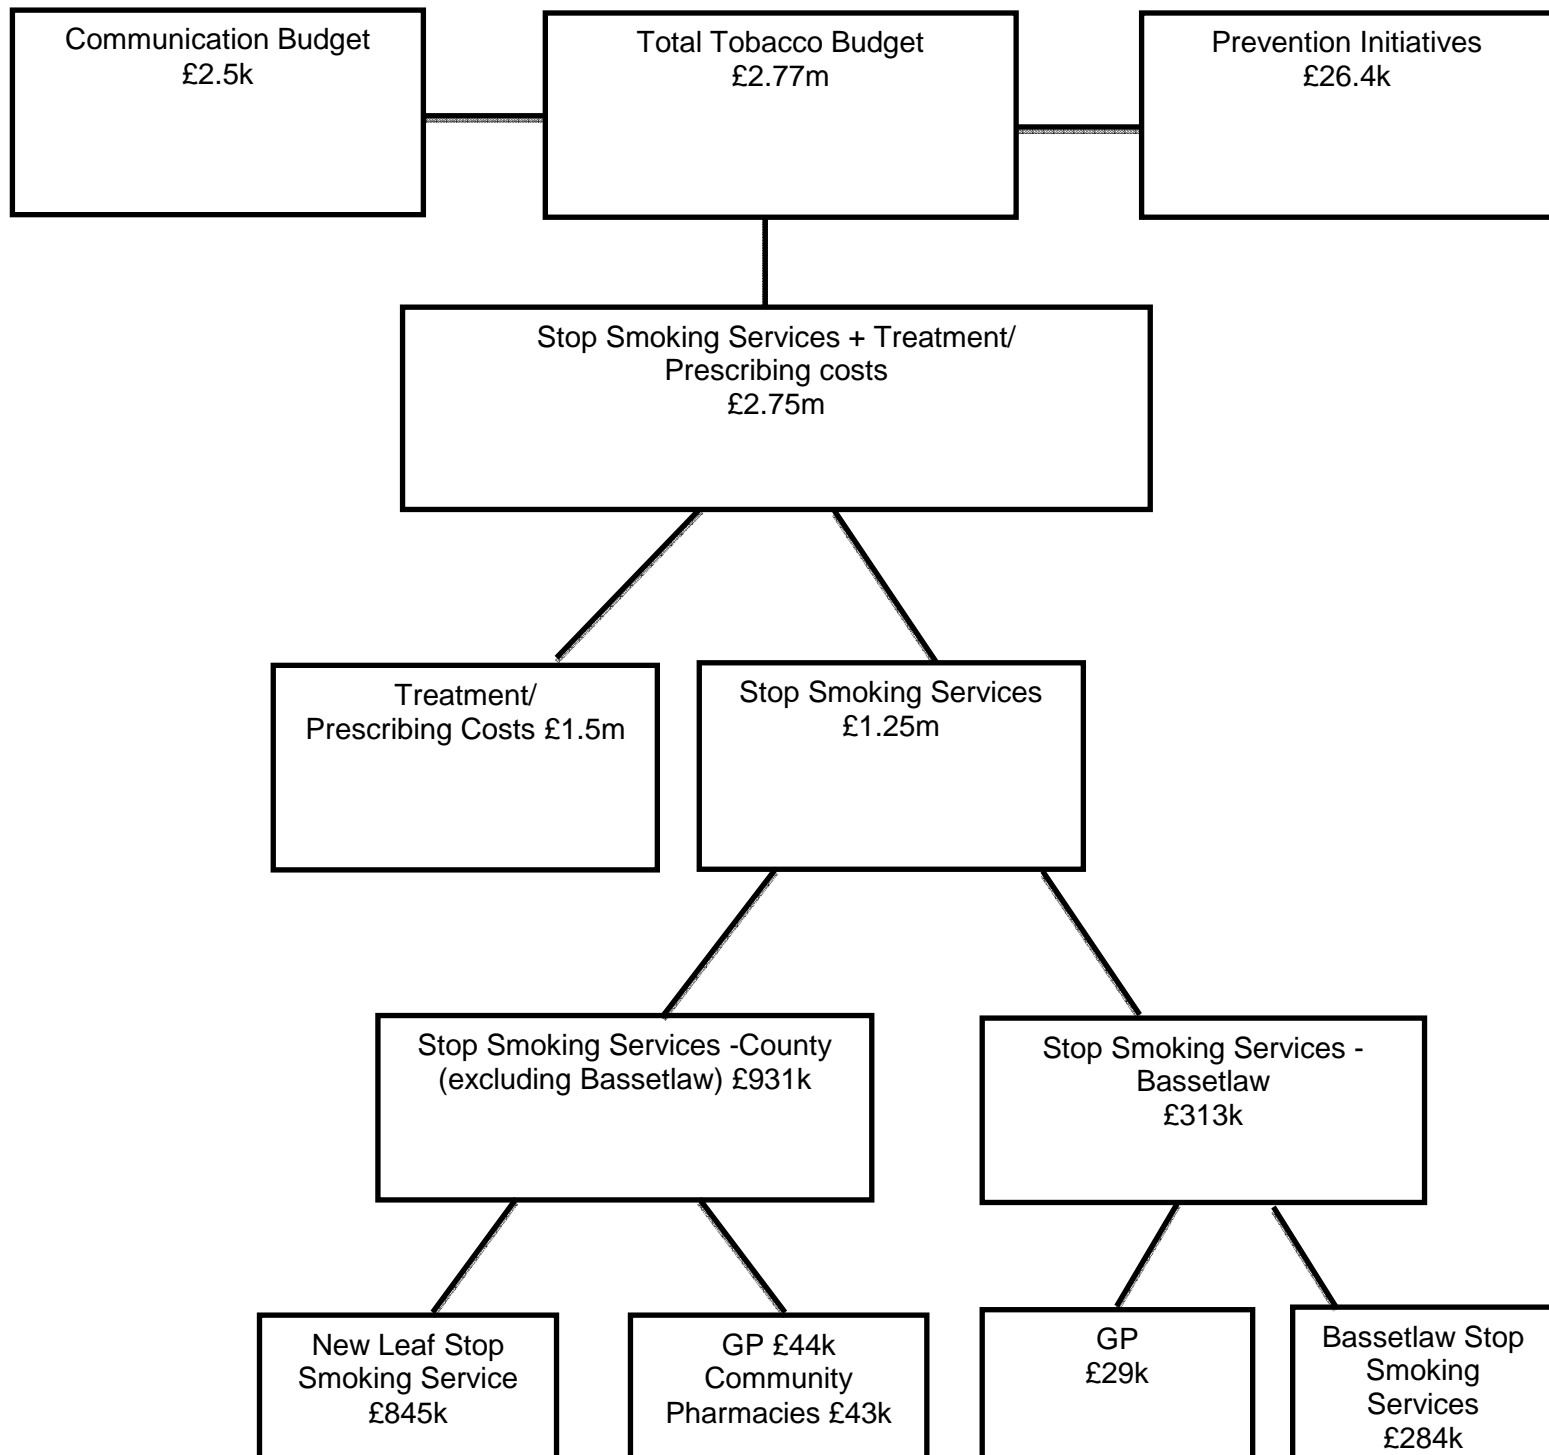 Communication Budget
£2.5k
Total Tobacco Budget
£2.77m
Prevention Initiatives
£26.4k
Stop Smoking Services + Treatment/
Prescribing costs
£2.75m
Treatment/
Prescribing Costs £1.5m
Stop Smoking Services
£1.25m
Stop Smoking Services -County
(excluding Bassetlaw) £931k
Stop Smoking Services -
Bassetlaw
£313k
New Leaf Stop
Smoking Service
£845k
GP £44k
Community
Pharmacies £43k
GP
£29k
Bassetlaw Stop
Smoking
Services
£284k